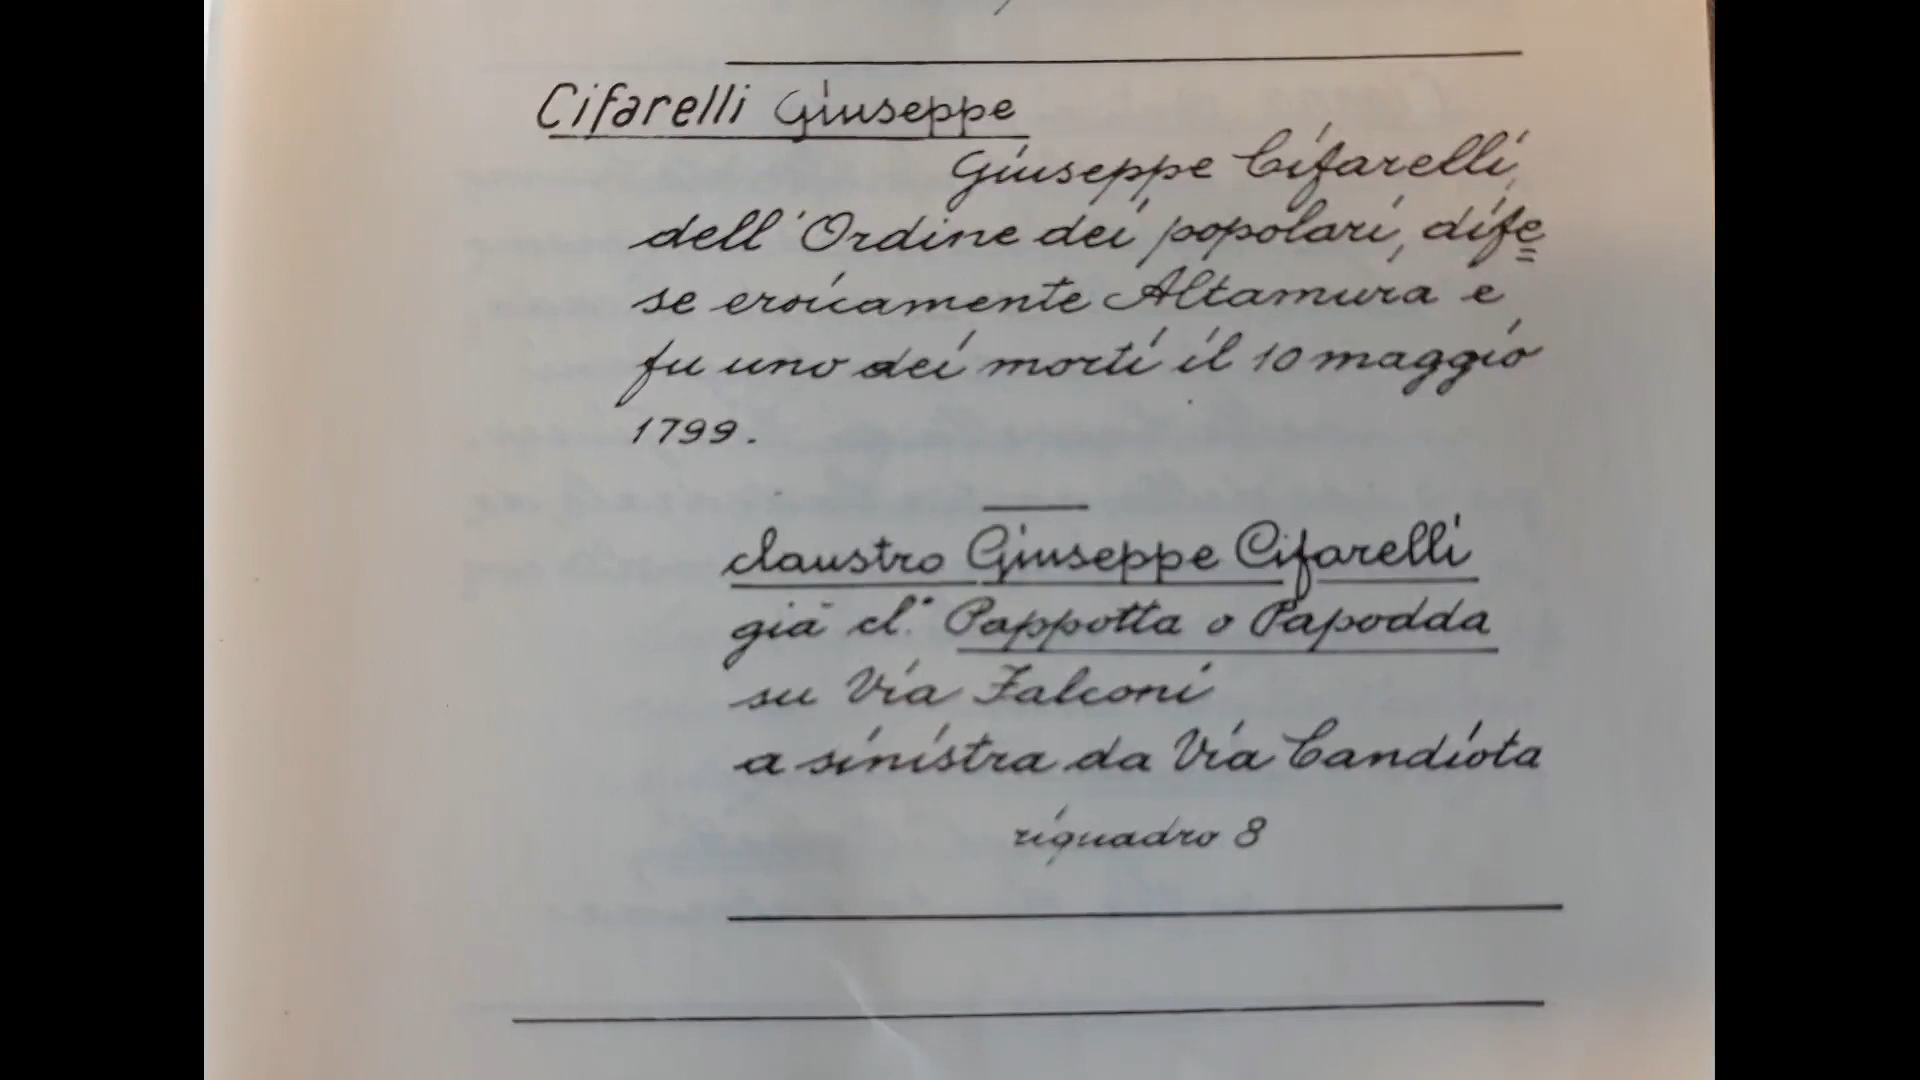 Cifarelli Giuseppe
Giuseppe Cifarelli,
dell'Ordine dei popolari, dife
se eroicamente Altamura e
fu uno dei morti il 10 maggio
1799.
claustro Giuseppe Cifarelli
già cl.° Pappotta o Papodda
su Via Falconi
a sinistra da Via Candiota
riquadro 8